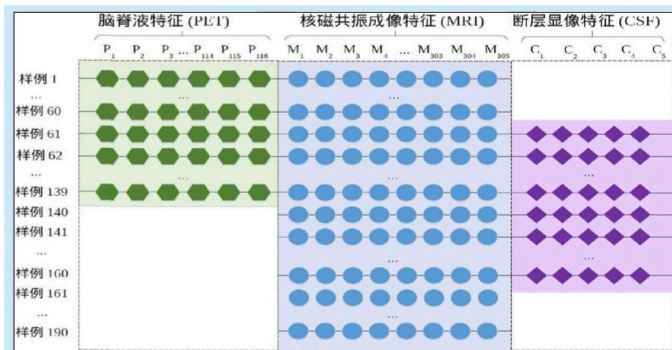 脑脊液特征 (PET) 核磁共振成像特征 (MRI) 断层显像特征 (CSF)
P1 P2 P3 ... P114 P115 P116 M1 M2 M3 M4 ... M303 M304 M305 C1 C2 C3 C4 C5
样例 1
... ... ...
样例 60
样例 61
样例 62
... ... ... ...
样例 139
样例 140
样例 141
... ... ...
样例 160
样例 161
... ...
样例 190